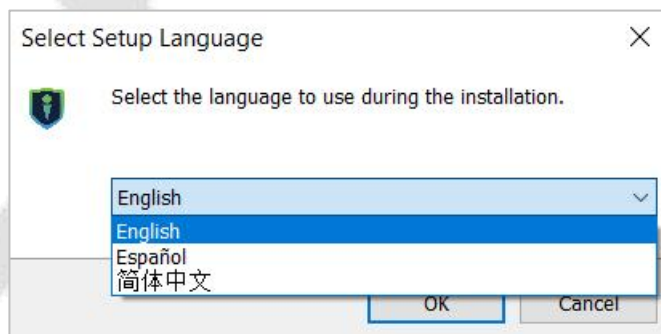 Select Setup Language
Select the language to use during the installation.
English
English
Español
简体中文
OK
Cancel